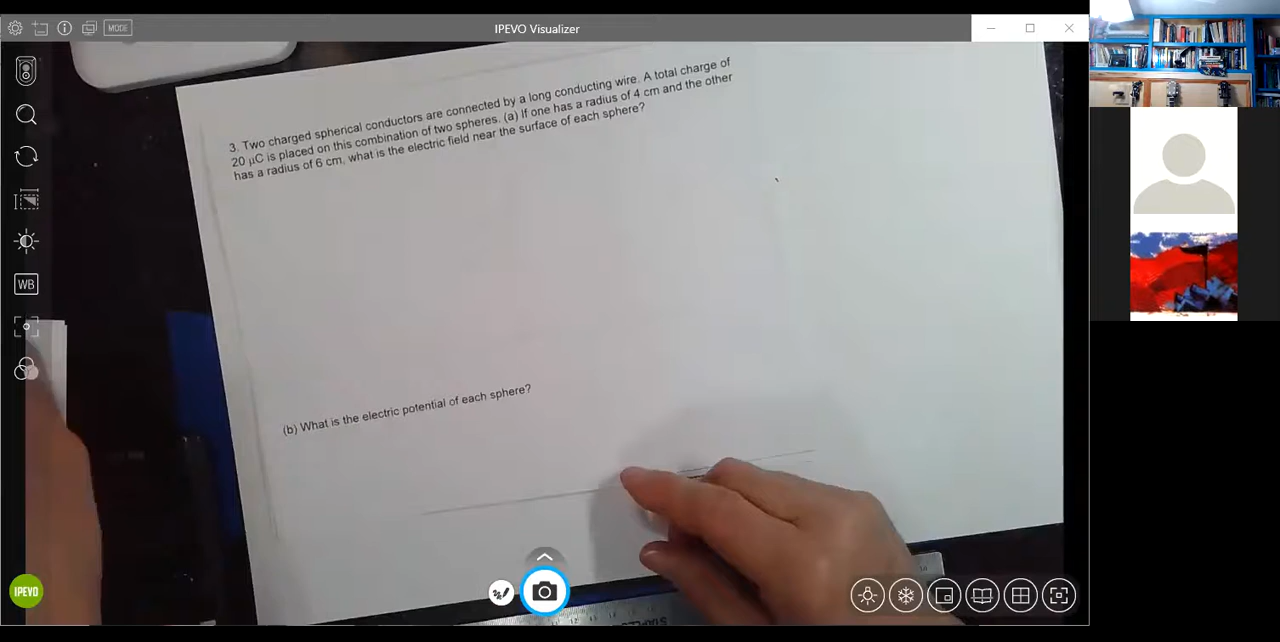 MODE
IPEVO Visualizer
3. Two charged spherical conductors are connected by a long conducting wire. A total charge of
20 μC is placed on this combination of two spheres. (a) If one has a radius of 4 cm and the other
has a radius of 6 cm, what is the electric field near the surface of each sphere?
WB
(b) What is the electric potential of each sphere?
IPEVO